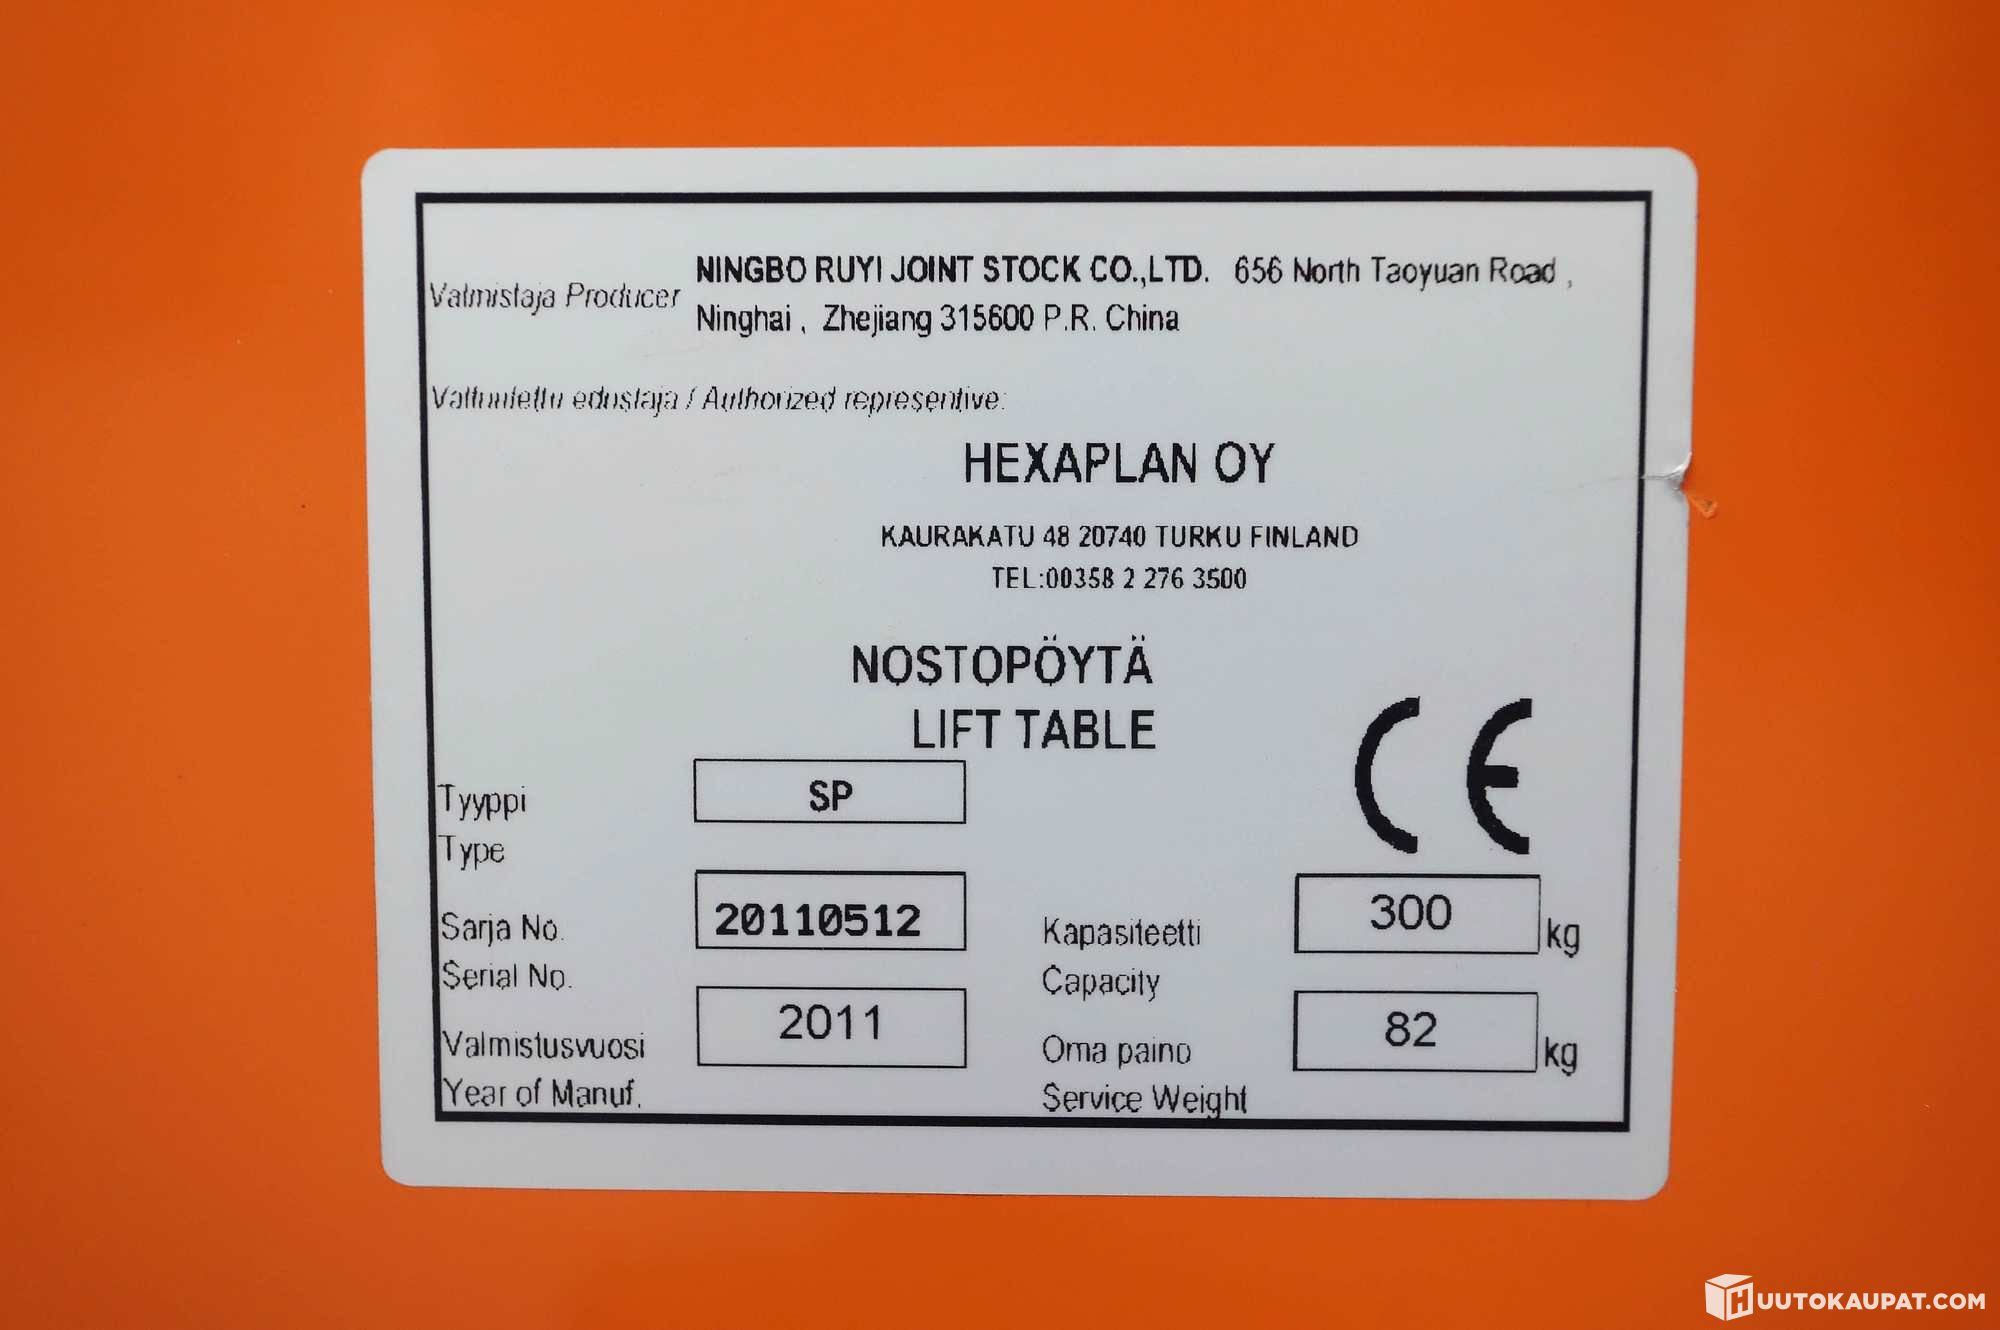 NINGBO RUYI JOINT STOCK CO.,LTD. 656 North Taoyuan Road ,
Valmistaja Producer
Ninghai , Zhejiang 315600 P.R. China
Valtuutettu edustaja / Authorized representive:
HEXAPLAN OY
KAURAKATU 48 20740 TURKU FINLAND
TEL:00358 2 276 3500
NOSTOPÖYTÄ
LIFT TABLE
CE
Tyyppi SP
Type
Sarja No. 20110512 Kapasiteetti 300 kg
Serial No. Capacity
Valmistusvuosi 2011 Oma paino 82 kg
Year of Manuf. Service Weight
HUUTOKAUPAT.COM